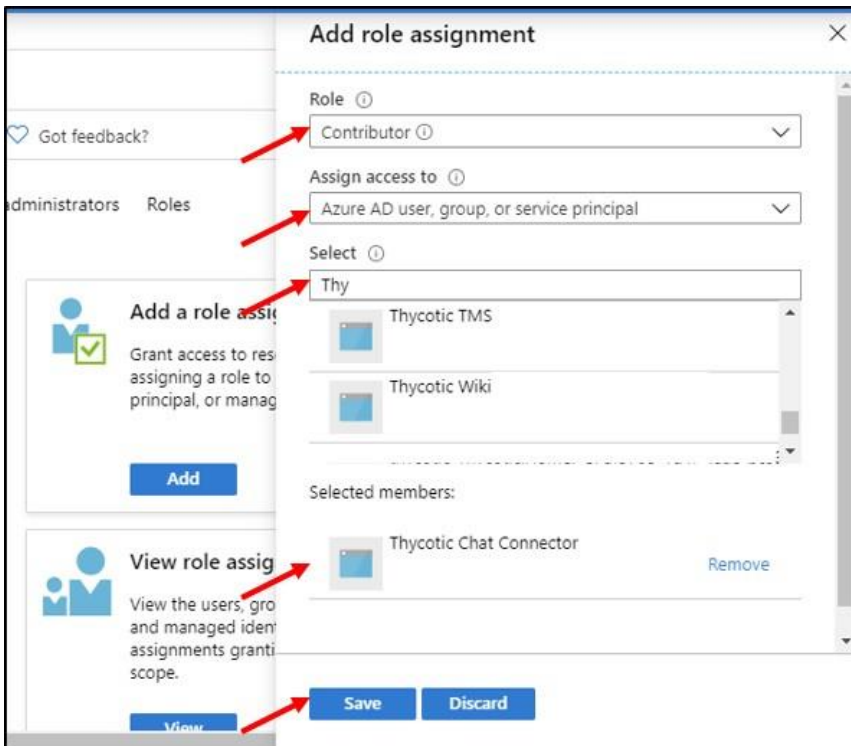 Add role assignment
Role
Contributor
Assign access to
Azure AD user, group, or service principal
Select
Thy
Thycotic TMS
Thycotic Wiki
Selected members:
Thycotic Chat Connector
Remove
Save
Discard
Got feedback?
administrators
Roles
Add a role assig
Grant access to res
assigning a role to
principal, or manag
Add
View role assig
View the users, gro
and managed iden
assignments granti
scope.
View